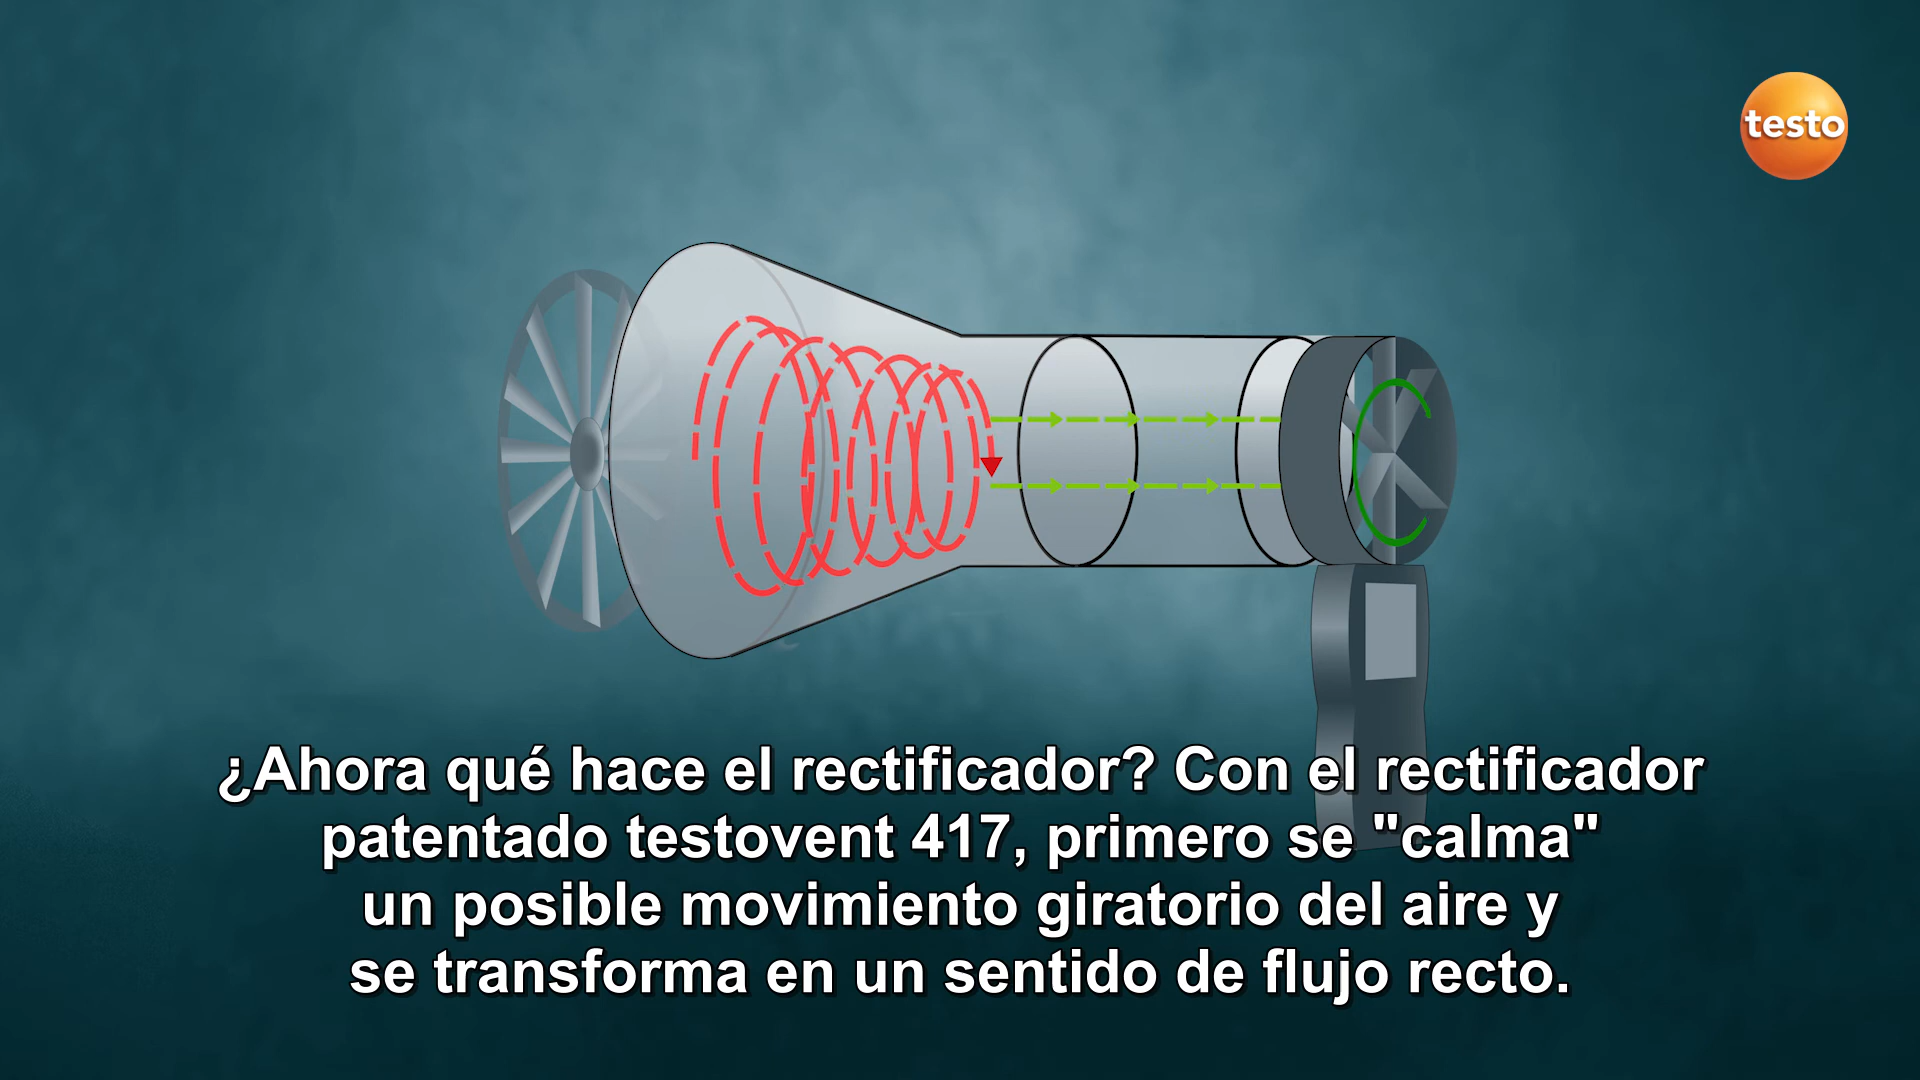 testo
¿Ahora qué hace el rectificador? Con el rectificador
patentado testovent 417, primero se "calma"
un posible movimiento giratorio del aire y
se transforma en un sentido de flujo recto.